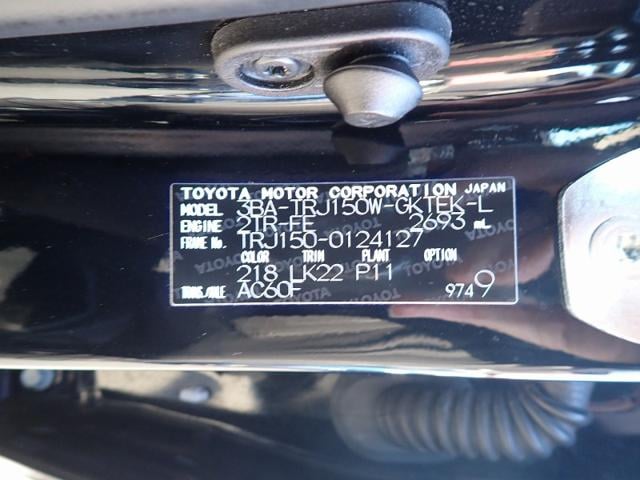 TOYOTA MOTOR CORPORATION JAPAN
MODEL 3BA-TRJ150W-GKTEK-L
ENGINE 2TR-FE 2693 mL
FRAME No. TRJ150-0124127
COLOR TRIM PLANT OPTION
218 LK22 P11
TRANS./AXLE AC60F 9749